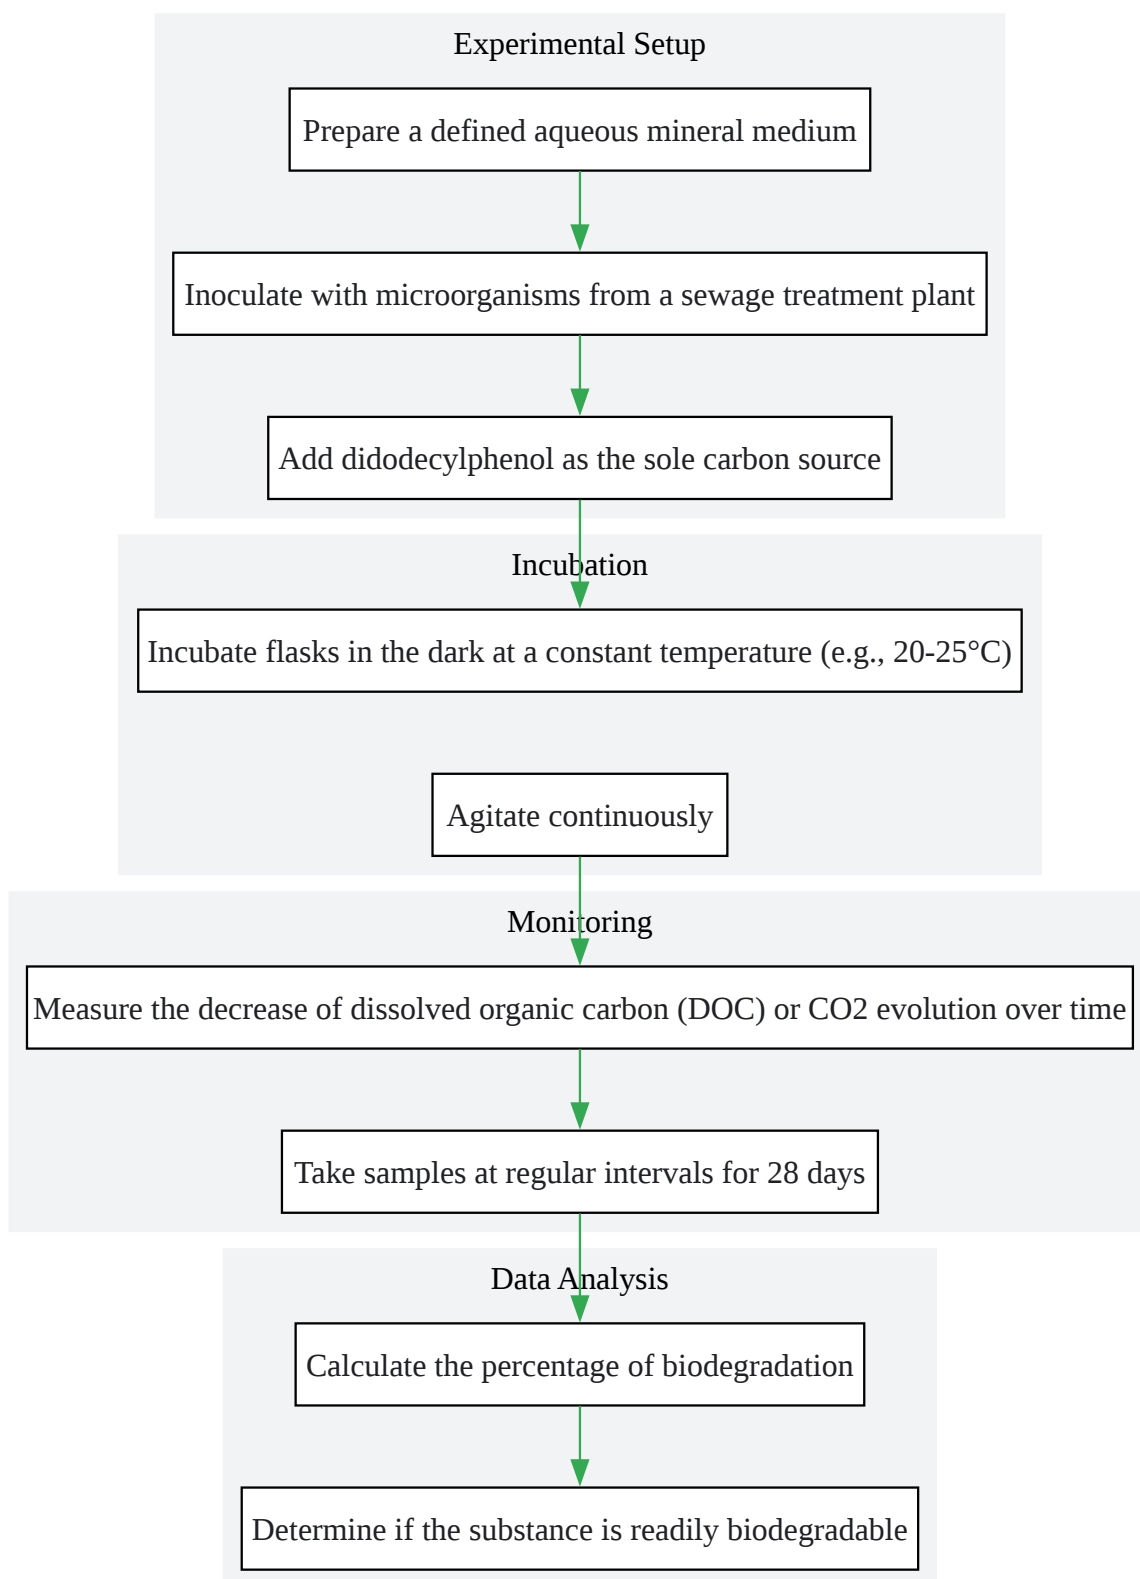 Experimental Setup
Prepare a defined aqueous mineral medium
Inoculate with microorganisms from a sewage treatment plant
Add didodecylphenol as the sole carbon source
Incubation
Incubate flasks in the dark at a constant temperature (e.g., 20-25°C)
Agitate continuously
Monitoring
Measure the decrease of dissolved organic carbon (DOC) or CO2 evolution over time
Take samples at regular intervals for 28 days
Data Analysis
Calculate the percentage of biodegradation
Determine if the substance is readily biodegradable